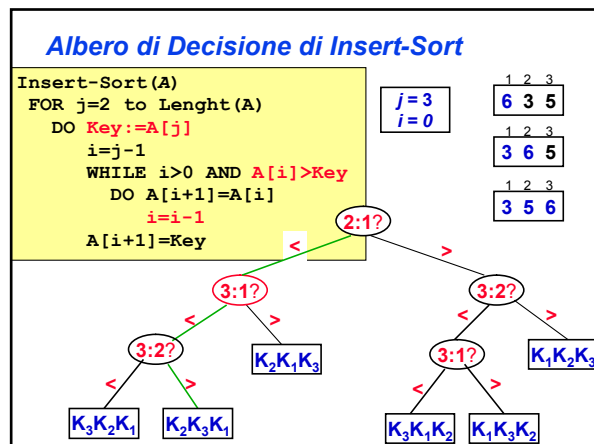 Albero di Decisione di Insert-Sort
Insert-Sort(A)
FOR j=2 to Lenght(A)
DO Key:=A[j]
i=j-1
WHILE i>0 AND A[i]>Key
DO A[i+1]=A[i]
i=i-1
A[i+1]=Key
j = 3
i = 0
1 2 3
6 3 5
1 2 3
3 6 5
1 2 3
3 5 6
2:1?
< >
3:1? 3:2?
< > < >
3:2? K₂K₁K₃ 3:1? K₁K₂K₃
< > < >
K₃K₂K₁ K₂K₃K₁ K₃K₁K₂ K₁K₃K₂